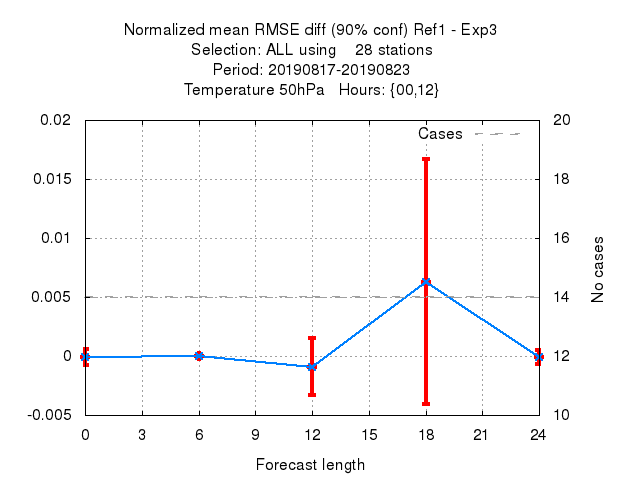 Normalized mean RMSE diff (90% conf) Ref1 - Exp3
Selection: ALL using    28 stations
Period: 20190817-20190823
Temperature 50hPa   Hours: {00,12}
Cases
0.02
0.015
0.01
0.005
0
-0.005
20
18
16
14
12
10
No cases
0 3 6 9 12 15 18 21 24
Forecast length